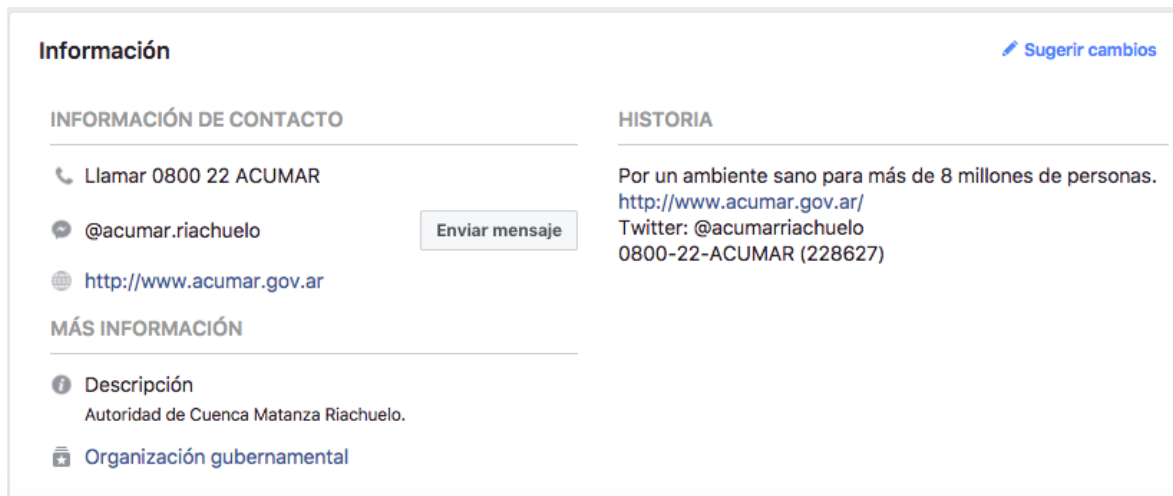 Información
Sugerir cambios
INFORMACIÓN DE CONTACTO
Llamar 0800 22 ACUMAR
@acumar.riachuelo
Enviar mensaje
http://www.acumar.gov.ar
MÁS INFORMACIÓN
Descripción
Autoridad de Cuenca Matanza Riachuelo.
Organización gubernamental
HISTORIA
Por un ambiente sano para más de 8 millones de personas.
http://www.acumar.gov.ar/
Twitter: @acumarriachuelo
0800-22-ACUMAR (228627)